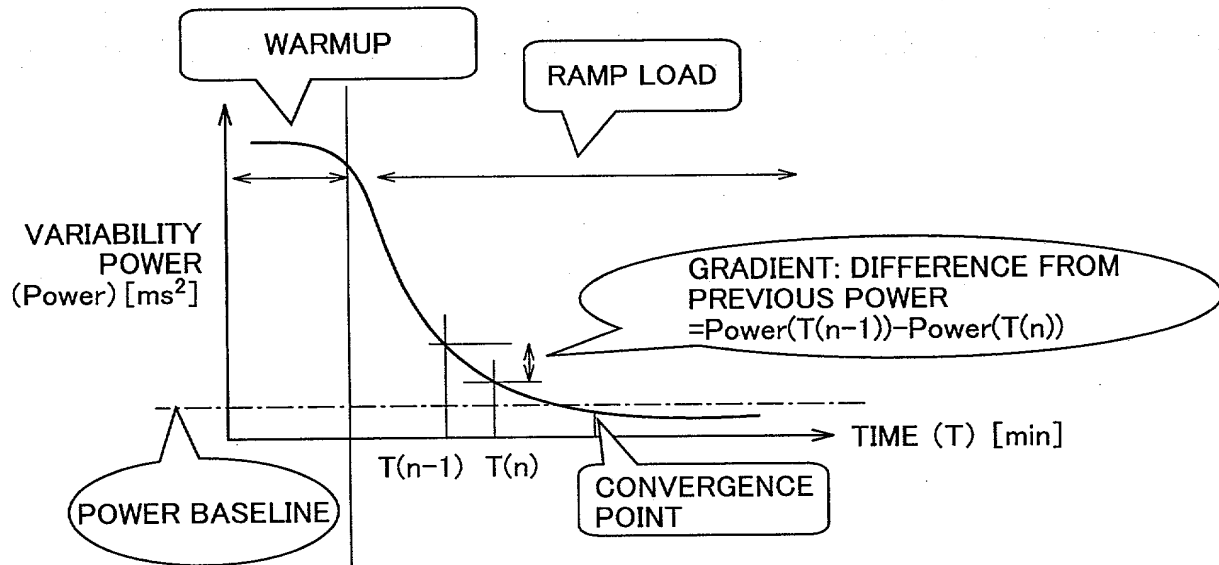 WARMUP
RAMP LOAD
VARIABILITY
POWER
(Power) [ms²]
GRADIENT: DIFFERENCE FROM
PREVIOUS POWER
=Power(T(n-1))-Power(T(n))
TIME (T) [min]
T(n-1) T(n)
POWER BASELINE
CONVERGENCE
POINT